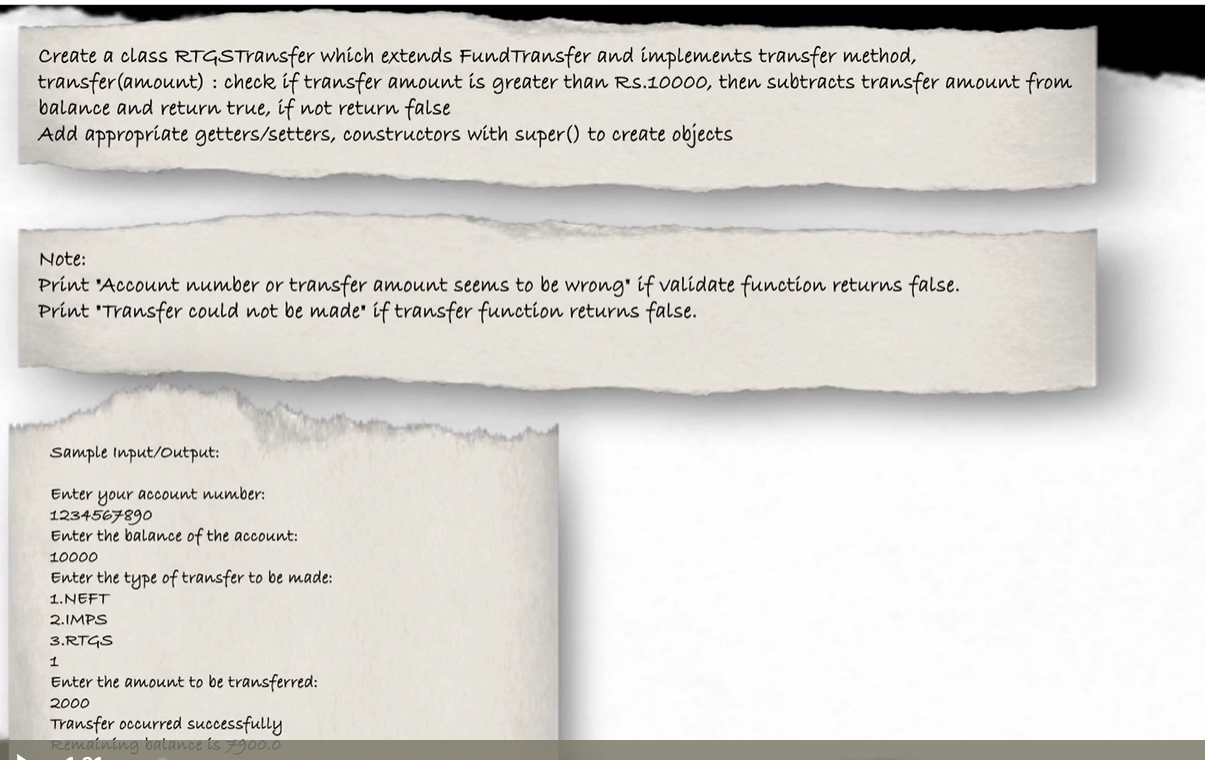 Create a class RTGSTransfer which extends FundTransfer and implements transfer method,
transfer(amount) : check if transfer amount is greater than Rs.10000, then subtracts transfer amount from
balance and return true, if not return false
Add appropriate getters/setters, constructors with super() to create objects
Note:
Print "Account number or transfer amount seems to be wrong" if validate function returns false.
Print "Transfer could not be made" if transfer function returns false.
Sample Input/Output:
Enter your account number:
1234567890
Enter the balance of the account:
10000
Enter the type of transfer to be made:
1.NEFT
2.IMPS
3.RTGS
1
Enter the amount to be transferred:
2000
Transfer occurred successfully
Remaining balance is 7900.0